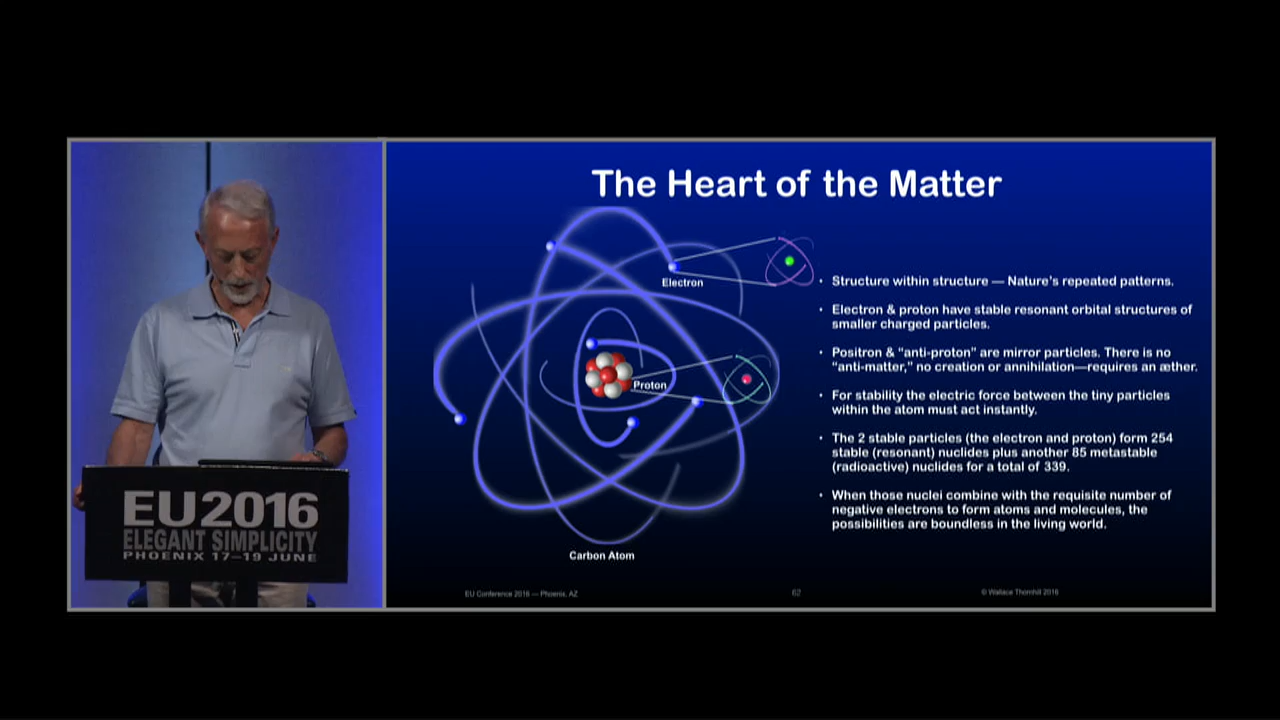 The Heart of the Matter
Electron
Proton
Carbon Atom
• Structure within structure — Nature's repeated patterns.
• Electron & proton have stable resonant orbital structures of
smaller charged particles.
• Positron & “anti-proton” are mirror particles. There is no
“anti-matter,” no creation or annihilation—requires an æther.
• For stability the electric force between the tiny particles
within the atom must act instantly.
• The 2 stable particles (the electron and proton) form 254
stable (resonant) nuclides plus another 85 metastable
(radioactive) nuclides for a total of 339.
• When those nuclei combine with the requisite number of
negative electrons to form atoms and molecules, the
possibilities are boundless in the living world.
EU Conference 2016 — Phoenix, AZ
62
© Wallace Thornhill 2016
EU2016
ELEGANT SIMPLICITY
PHOENIX 17–19 JUNE